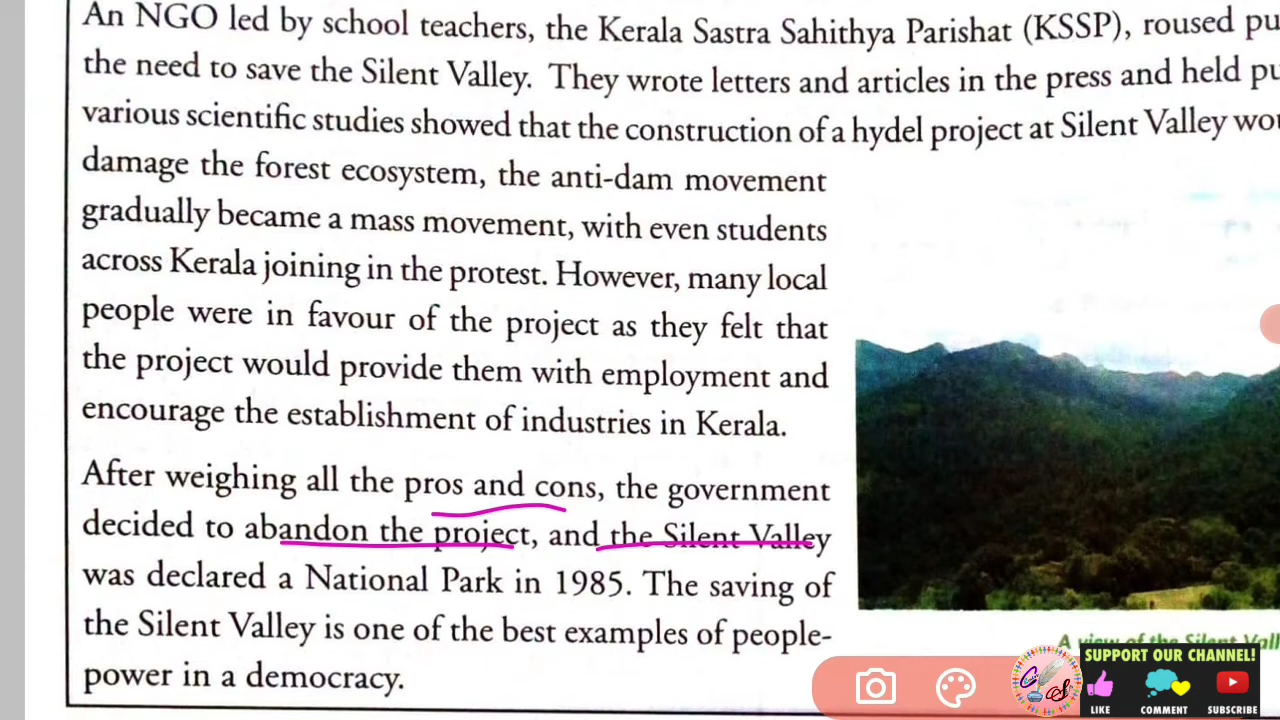 An NGO led by school teachers, the Kerala Sastra Sahithya Parishat (KSSP), roused
the need to save the Silent Valley. They wrote letters and articles in the press and held
various scientific studies showed that the construction of a hydel project at Silent Valley
damage the forest ecosystem, the anti-dam movement
gradually became a mass movement, with even students
across Kerala joining in the protest. However, many local
people were in favour of the project as they felt that
the project would provide them with employment and
encourage the establishment of industries in Kerala.
After weighing all the pros and cons, the government
decided to abandon the project, and the Silent Valley
was declared a National Park in 1985. The saving of
the Silent Valley is one of the best examples of people-
power in a democracy.
A view of the Silent
SUPPORT OUR CHANNEL!
LIKE COMMENT SUBSCRIBE